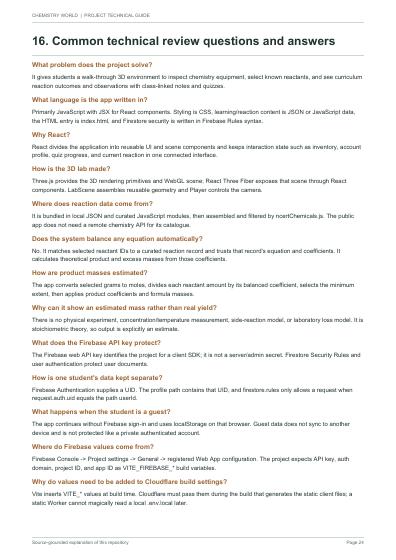 CHEMISTRY WORLD | PROJECT TECHNICAL GUIDE
16. Common technical review questions and answers
What problem does the project solve?
It gives students a walk-through 3D environment to inspect chemistry equipment, select known reactants, and see curriculum
reaction outcomes and observations with class-linked notes and quizzes.
What language is the app written in?
Primarily JavaScript with JSX for React components. Styling is CSS, learning/reaction content is JSON or JavaScript data,
the HTML entry is index.html, and Firestore security is written in Firebase Rules syntax.
Why React?
React divides the application into reusable UI and scene components and keeps interaction state such as inventory, account
profile, quiz progress, and current reaction in one connected interface.
How is the 3D lab made?
Three.js provides the 3D rendering primitives and WebGL scene. React Three Fiber exposes that scene through React
components. LabScene assembles reusable geometry and Player controls the camera.
Where does reaction data come from?
It is bundled in local JSON and curated JavaScript modules, then assembled and filtered by ncertChemicals.js. The public
app does not need a remote chemistry API for its catalogue.
Does the system balance any equation automatically?
No. It matches selected reactant IDs to a curated reaction record and trusts that record's equation and coefficients. It
calculates theoretical product and excess masses from those coefficients.
How are product masses estimated?
The app converts selected grams to moles, divides each reactant amount by its balanced coefficient, selects the minimum
extent, then applies product coefficients and formula masses.
Why can it show an estimated mass rather than real yield?
There is no physical experiment, concentration/temperature measurement, side-reaction model, or laboratory loss model. It is
stoichiometric theory, so output is explicitly an estimate.
What does the Firebase API key protect?
The Firebase web API key identifies the project for a client SDK; it is not a server/admin secret. Firestore Security Rules and
user authentication protect user documents.
How is one student's data kept separate?
Firebase Authentication supplies a UID. The profile path contains that UID, and firestore.rules only allows a request when
request.auth.uid equals the path userId.
What happens when the student is a guest?
The app continues without Firebase sign-in and uses localStorage on that browser. Guest data does not sync to another
device and is not protected like a private authenticated account.
Where do Firebase values come from?
Firebase Console -> Project settings -> General -> registered Web App configuration. The project expects API key, auth
domain, project ID, and app ID as VITE_FIREBASE_* build variables.
Why do values need to be added to Cloudflare build settings?
Vite inserts VITE_* values at build time. Cloudflare must pass them during the build that generates the static client files; a
static Worker cannot magically read a local .env.local later.
Source-grounded explanation of this repository
Page 24